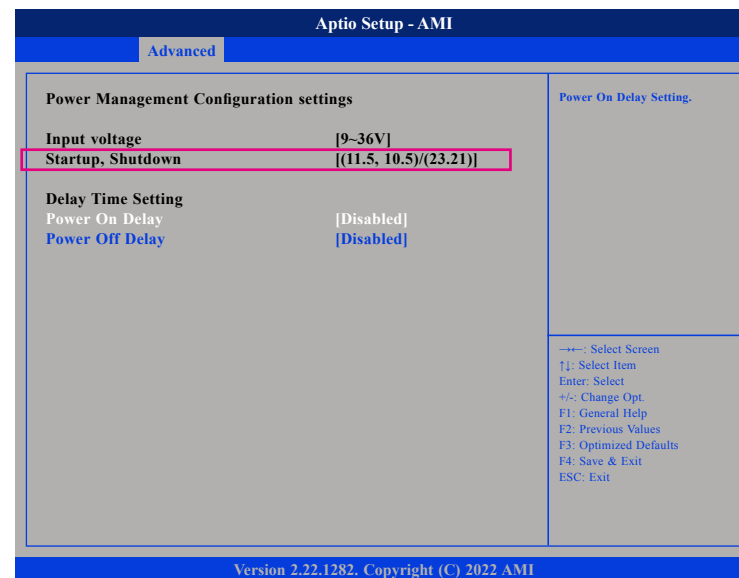 Aptio Setup - AMI
Advanced
Power Management Configuration settings
Input voltage [9~36V]
Startup, Shutdown [(11.5, 10.5)/(23.21)]
Delay Time Setting
Power On Delay [Disabled]
Power Off Delay [Disabled]
Power On Delay Setting.
→←: Select Screen
↑↓: Select Item
Enter: Select
+/-: Change Opt.
F1: General Help
F2: Previous Values
F3: Optimized Defaults
F4: Save & Exit
ESC: Exit
Version 2.22.1282. Copyright (C) 2022 AMI